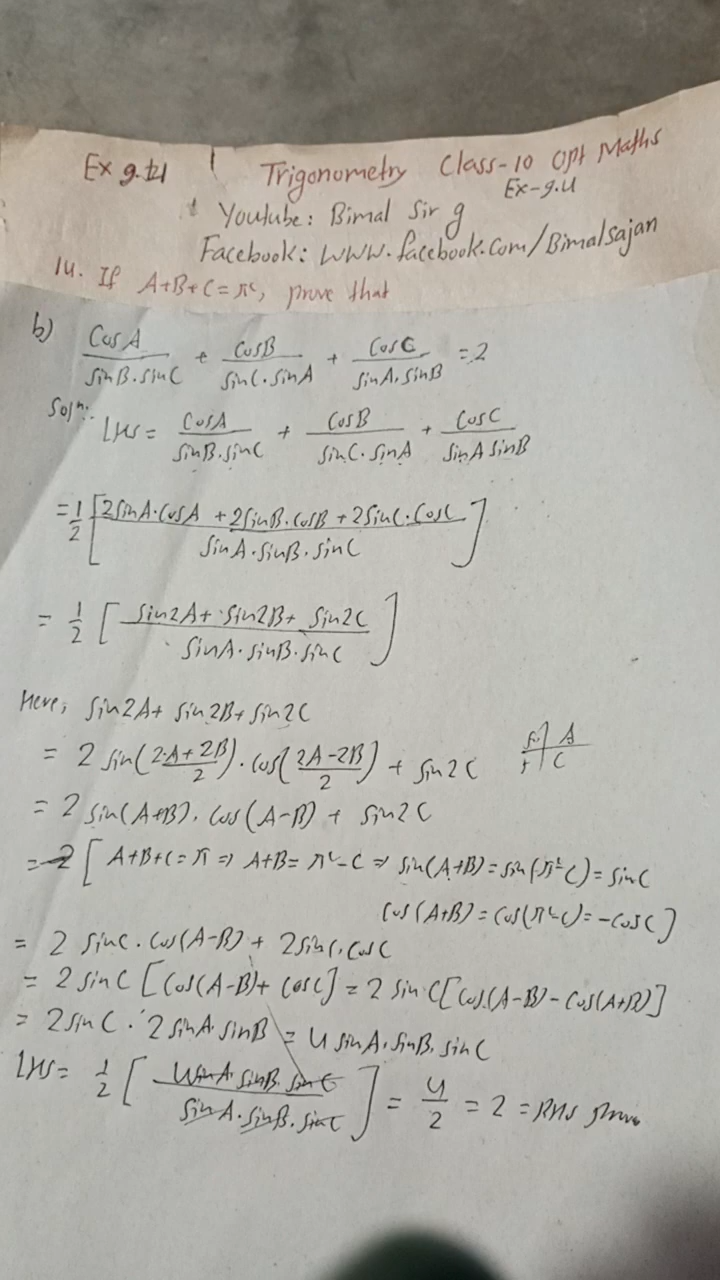 Ex 9.4 Trigonometry Class-10 Opt Maths
Ex-9.4
Youtube: Bimal Sir g
Facebook: WWW.facebook.com/Bimalsajan
14. If A+B+C = πᶜ, prove that
b) CosA/SinB.SinC + CosB/SinC.SinA + CosC/SinA.SinB = 2
Solⁿ:. LHS = CosA/SinB.SinC + CosB/SinC.SinA + CosC/SinA SinB
= 1/2 [2SinA.CosA + 2SinB.CosB + 2SinC.CosC / SinA.SinB.SinC]
= 1/2 [Sin2A + Sin2B + Sin2C / SinA.SinB.SinC]
Here, Sin2A + Sin2B + Sin2C
= 2 Sin(2A+2B/2).Cos(2A-2B/2) + Sin2C
= 2 Sin(A+B).Cos(A-B) + Sin2C
[A+B+C = π ⇒ A+B = πᶜ-C ⇒ Sin(A+B) = Sin(πᶜ-C) = SinC
Cos(A+B) = Cos(πᶜ-C) = -CosC]
= 2 SinC.Cos(A-B) + 2SinC.CosC
= 2 SinC [Cos(A-B) + CosC] = 2 SinC[Cos(A-B) - Cos(A+B)]
= 2SinC . 2SinA.SinB = 4 SinA.SinB.SinC
LHS = 1/2 [4SinA.SinB.SinC / SinA.SinB.SinC] = 4/2 = 2 = RHS